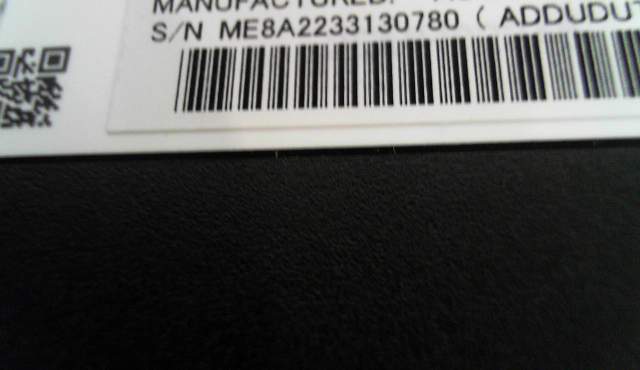 MANUFACTURED:
S/N ME8A2233130780 ( ADDUDU-